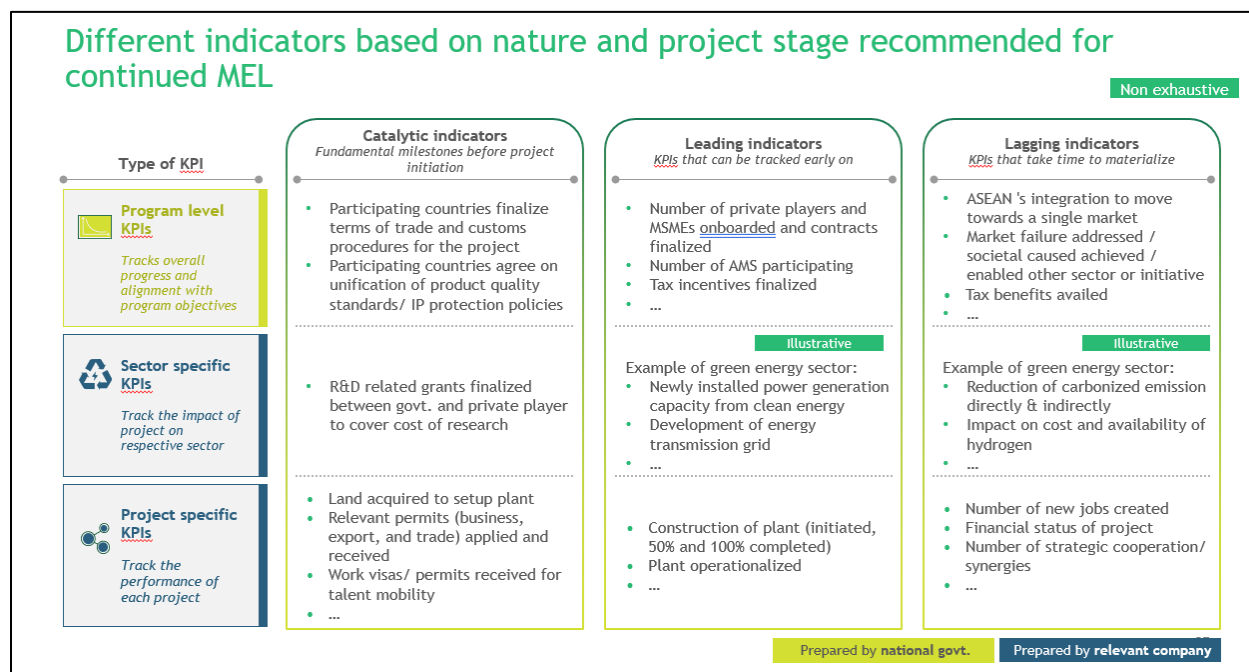 Different indicators based on nature and project stage recommended for
continued MEL
Non exhaustive
Type of KPI
Catalytic indicators
Fundamental milestones before project
initiation
Leading indicators
KPIs that can be tracked early on
Lagging indicators
KPIs that take time to materialize
Program level
KPIs
Tracks overall
progress and
alignment with
program objectives
• Participating countries finalize
terms of trade and customs
procedures for the project
• Participating countries agree on
unification of product quality
standards/ IP protection policies
• Number of private players and
MSMEs onboarded and contracts
finalized
• Number of AMS participating
• Tax incentives finalized
• ...
• ASEAN 's integration to move
towards a single market
• Market failure addressed /
societal caused achieved /
enabled other sector or initiative
• Tax benefits availed
• ...
Sector specific
KPIs
Track the impact of
project on
respective sector
• R&D related grants finalized
between govt. and private player
to cover cost of research
Illustrative
Example of green energy sector:
• Newly installed power generation
capacity from clean energy
• Development of energy
transmission grid
• ...
Illustrative
Example of green energy sector:
• Reduction of carbonized emission
directly & indirectly
• Impact on cost and availability of
hydrogen
• ...
Project specific
KPIs
Track the
performance of
each project
• Land acquired to setup plant
• Relevant permits (business,
export, and trade) applied and
received
• Work visas/ permits received for
talent mobility
• ...
• Construction of plant (initiated,
50% and 100% completed)
• Plant operationalized
• ...
• Number of new jobs created
• Financial status of project
• Number of strategic cooperation/
synergies
• ...
Prepared by national govt.
Prepared by relevant company